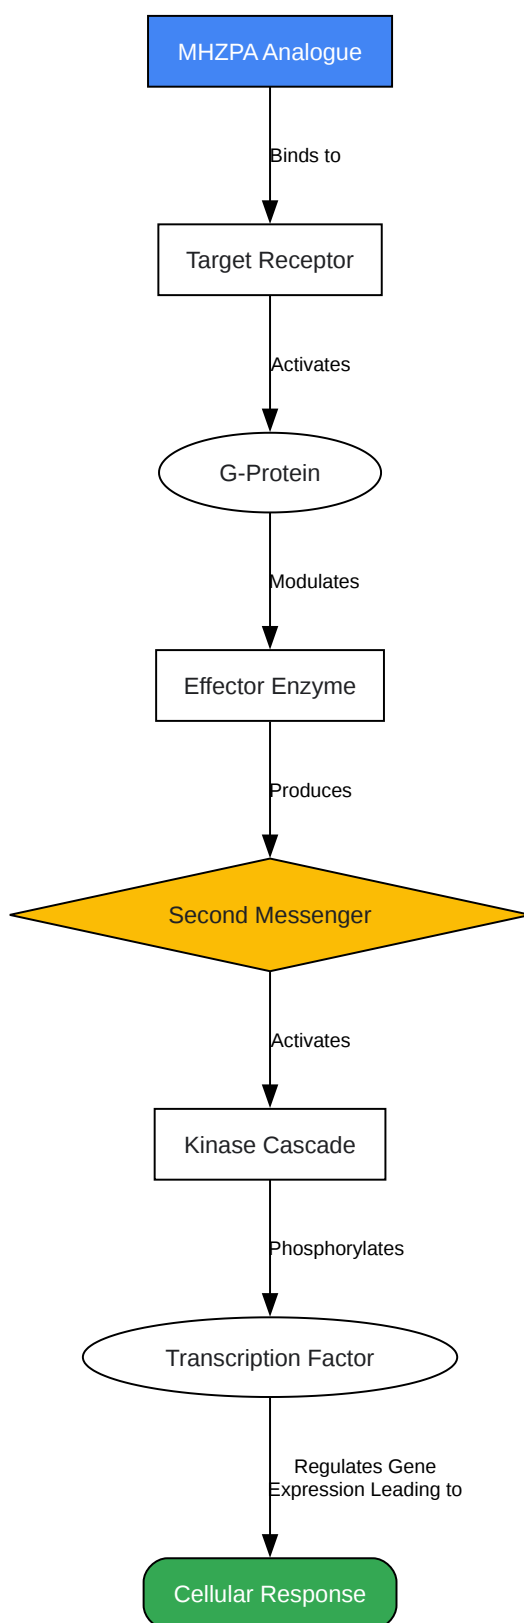 MHZPA Analogue
Binds to
Target Receptor
Activates
G-Protein
Modulates
Effector Enzyme
Produces
Second Messenger
Activates
Kinase Cascade
Phosphorylates
Transcription Factor
Regulates Gene
Expression Leading to
Cellular Response